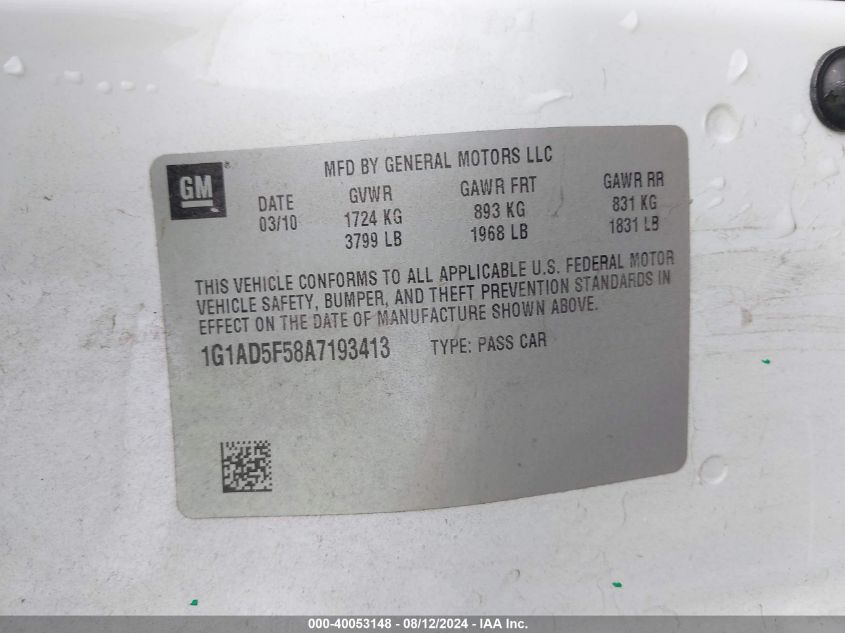 GM®
MFD BY GENERAL MOTORS LLC
DATE GVWR GAWR FRT GAWR RR
03/10 1724 KG 893 KG 831 KG
3799 LB 1968 LB 1831 LB
THIS VEHICLE CONFORMS TO ALL APPLICABLE U.S. FEDERAL MOTOR
VEHICLE SAFETY, BUMPER, AND THEFT PREVENTION STANDARDS IN
EFFECT ON THE DATE OF MANUFACTURE SHOWN ABOVE.
1G1AD5F58A7193413 TYPE: PASS CAR
000-40053148 - 08/12/2024 - IAA Inc.